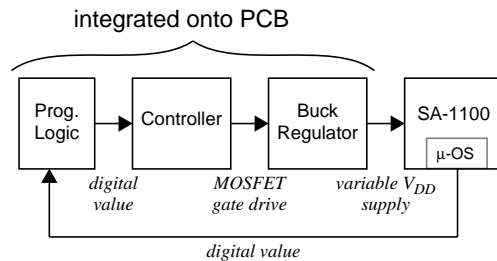 integrated onto PCB
Prog.
Logic
Controller
Buck
Regulator
SA-1100
μ-OS
digital
value
MOSFET
gate drive
variable VDD
supply
digital value